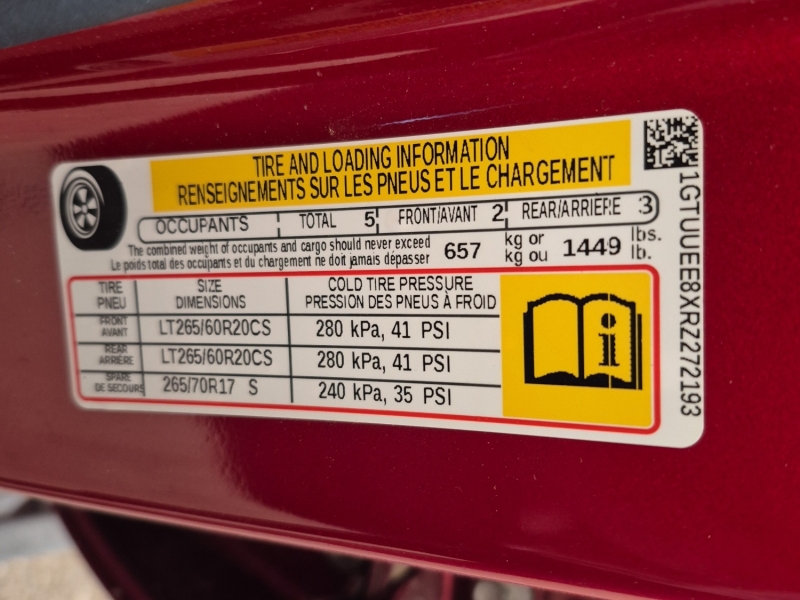 TIRE AND LOADING INFORMATION
RENSEIGNEMENTS SUR LES PNEUS ET LE CHARGEMENT
OCCUPANTS TOTAL 5 FRONT/AVANT 2 REAR/ARRIÈRE 3
The combined weight of occupants and cargo should never exceed
Le poids total des occupants et du chargement ne doit jamais dépasser
657 kg or kg ou 1449 lbs. lb.
TIRE PNEU SIZE DIMENSIONS COLD TIRE PRESSURE PRESSION DES PNEUS À FROID
FRONT AVANT LT265/60R20CS 280 kPa, 41 PSI
REAR ARRIÈRE LT265/60R20CS 280 kPa, 41 PSI
SPARE DE SECOURS 265/70R17 S 240 kPa, 35 PSI
i
1GTUUEE8XRZ272193